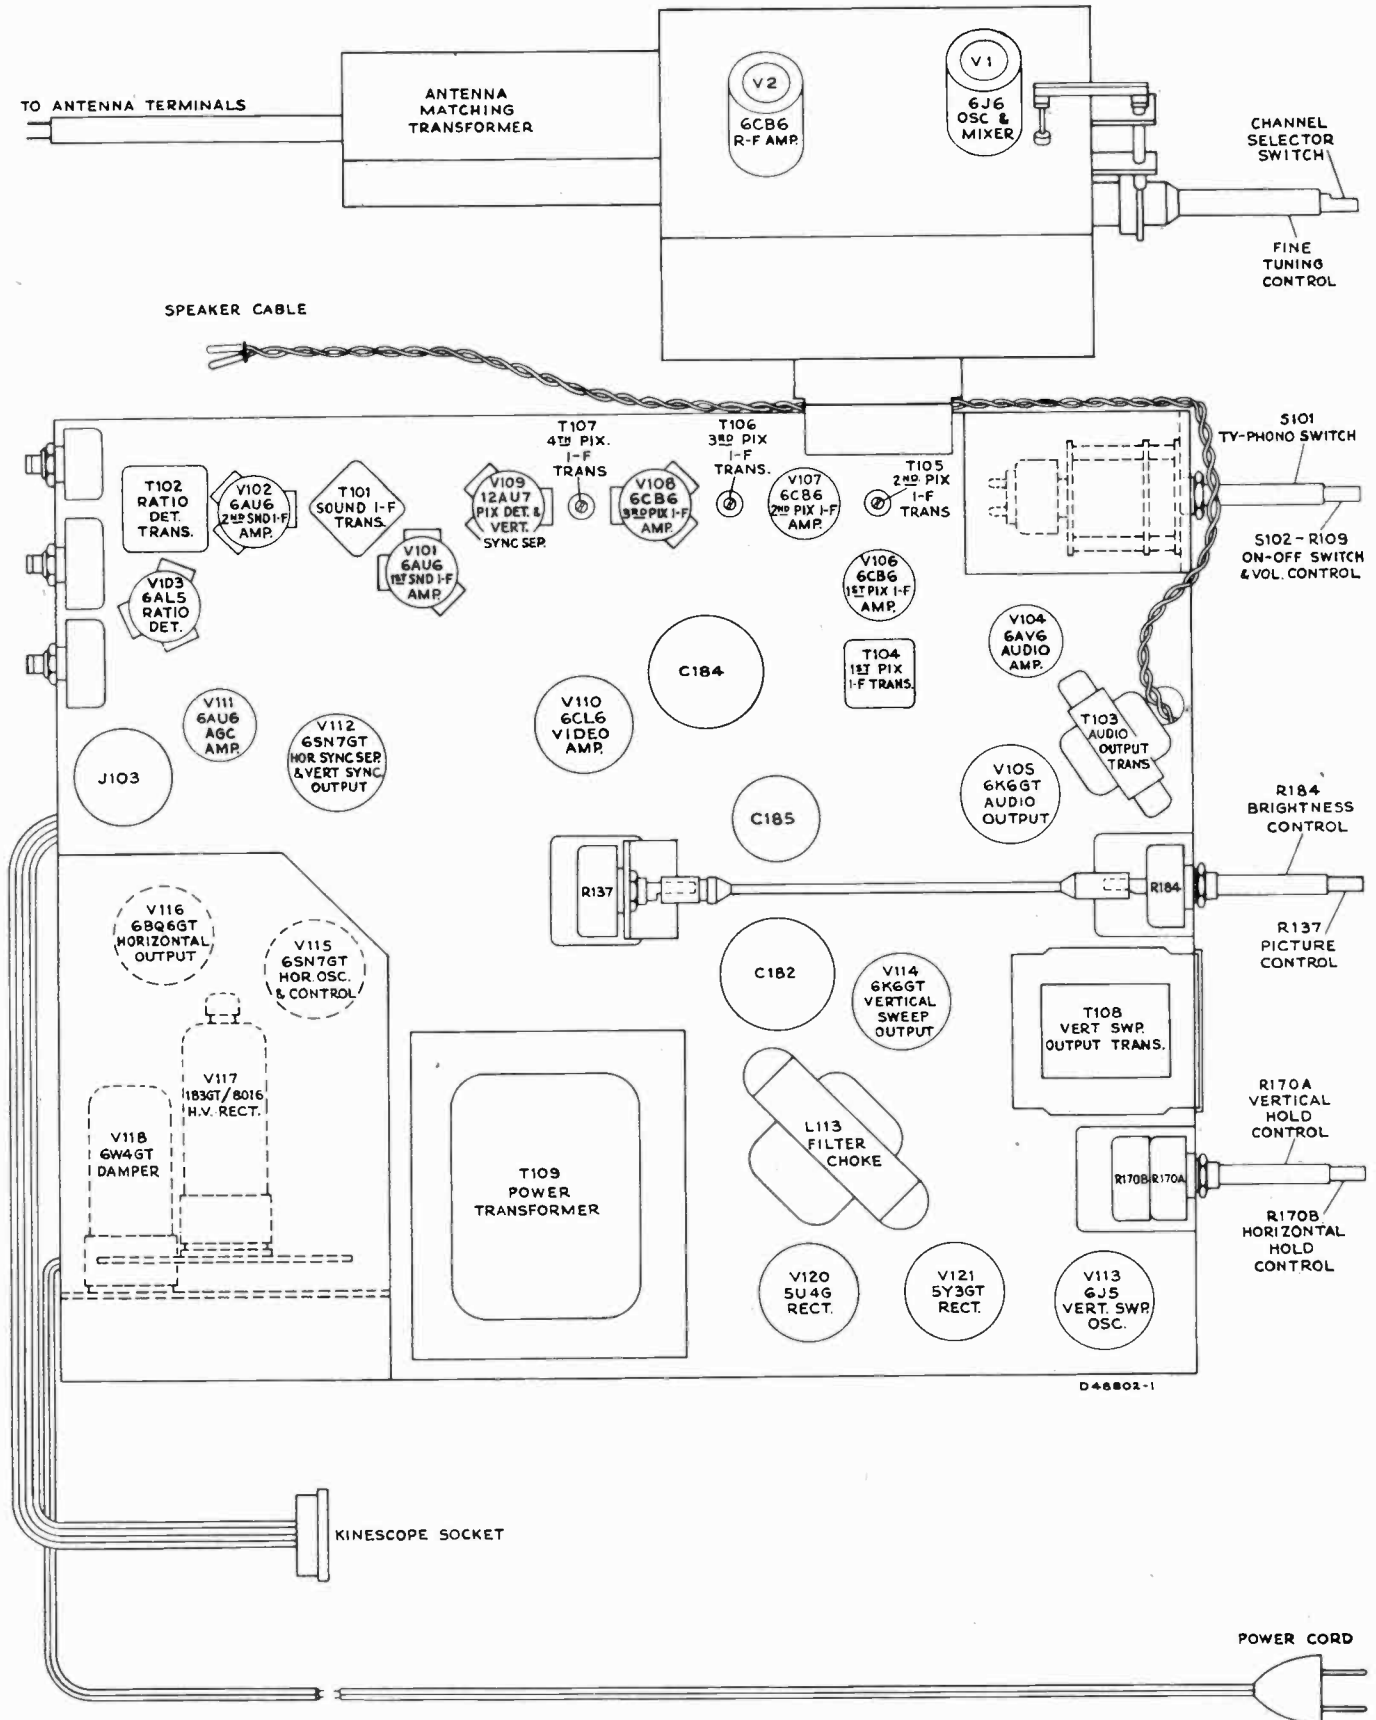 TO ANTENNA TERMINALS
ANTENNA
MATCHING
TRANSFORMER
V2
6CB6
R-F AMP.
V1
6J6
OSC &
MIXER
CHANNEL
SELECTOR
SWITCH
FINE
TUNING
CONTROL
SPEAKER CABLE
T102
RATIO
DET.
TRANS.
V102
6AU6
2ND SND I-F
AMP.
T101
SOUND I-F
TRANS.
V101
6AU6
1ST SND I-F
AMP.
V109
12AU7
PIX DET. &
VERT.
SYNC SEP.
T107
4TH PIX.
I-F
TRANS
V108
6CB6
3RD PIX I-F
AMP.
T106
3RD PIX
I-F
TRANS.
V107
6CB6
2ND PIX I-F
AMP.
T105
2ND PIX
I-F
TRANS
S101
TV-PHONO SWITCH
S102-R109
ON-OFF SWITCH
& VOL. CONTROL
V103
6AL5
RATIO
DET.
V106
6CB6
1ST PIX I-F
AMP.
V104
6AV6
AUDIO
AMP.
C184
T104
1ST PIX
I-F TRANS.
V111
6AU6
AGC
AMP.
V112
6SN7GT
HOR SYNC SEP.
& VERT SYNC
OUTPUT
V110
6CL6
VIDEO
AMP.
T103
AUDIO
OUTPUT
TRANS
J103
C185
V105
6K6GT
AUDIO
OUTPUT
R184
BRIGHTNESS
CONTROL
R137
R184
R137
PICTURE
CONTROL
V116
6BQ6GT
HORIZONTAL
OUTPUT
V115
6SN7GT
HOR. OSC.
& CONTROL
C182
V114
6K6GT
VERTICAL
SWEEP
OUTPUT
T108
VERT SWP.
OUTPUT TRANS.
V117
1B3GT/8016
H.V. RECT.
V118
6W4GT
DAMPER
T109
POWER
TRANSFORMER
L113
FILTER
CHOKE
R170A
VERTICAL
HOLD
CONTROL
R170B
R170A
R170B
HORIZONTAL
HOLD
CONTROL
V120
5U4G
RECT.
V121
5Y3GT
RECT.
V113
6J5
VERT. SWP.
OSC.
D48802-1
KINESCOPE SOCKET
POWER CORD